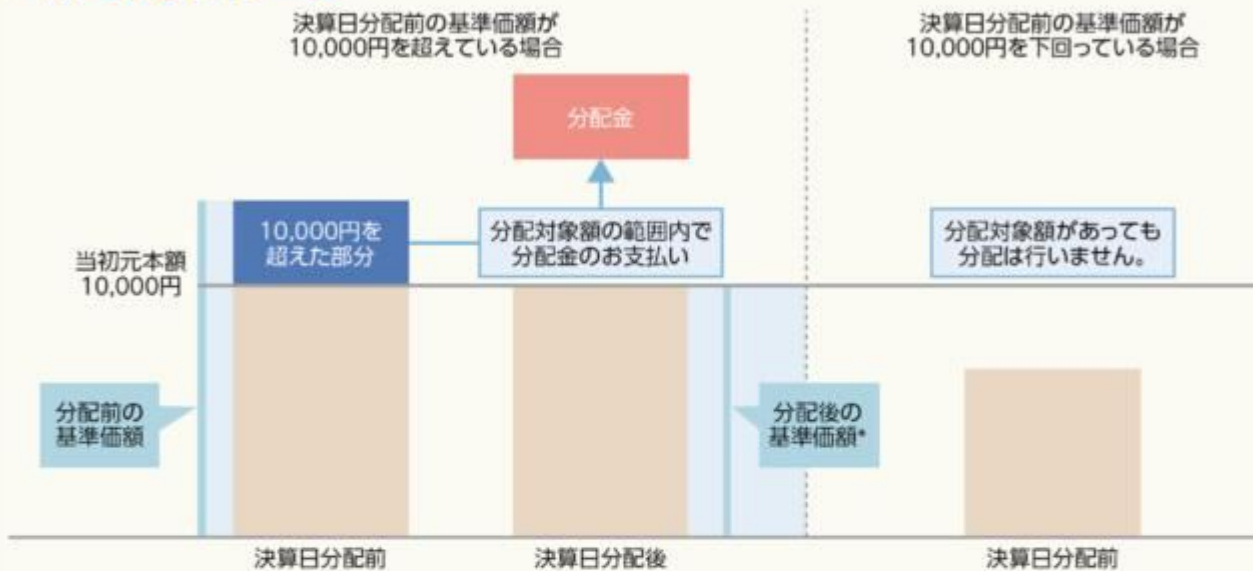 決算日分配前の基準価額が
10,000円を超えている場合
決算日分配前の基準価額が
10,000円を下回っている場合
分配金
10,000円を
超えた部分
分配対象額の範囲内で
分配金のお支払い
分配対象額があっても
分配は行いません。
当初元本額
10,000円
分配前の
基準価額
分配後の
基準価額*
決算日分配前
決算日分配後
決算日分配前